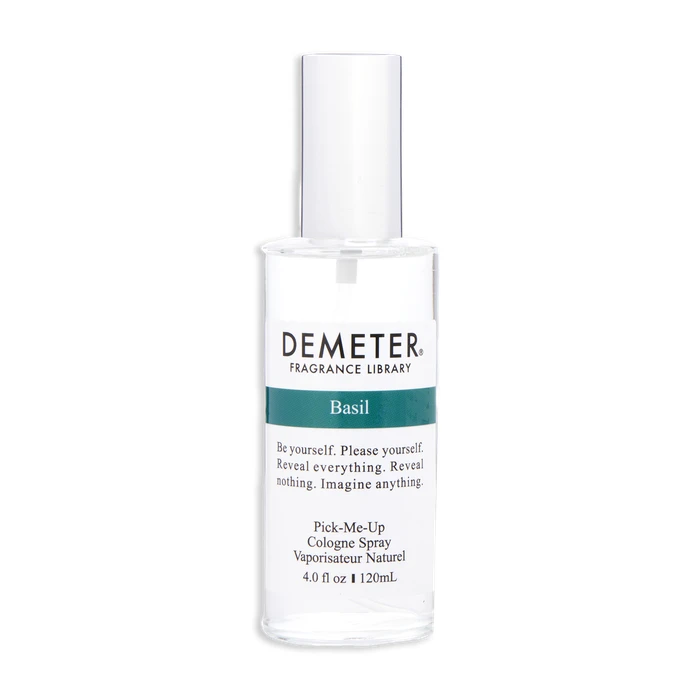 DEMETER®
FRAGRANCE LIBRARY
Basil
Be yourself. Please yourself.
Reveal everything. Reveal
nothing. Imagine anything.
Pick-Me-Up
Cologne Spray
Vaporisateur Naturel
4.0 fl oz ❙ 120mL